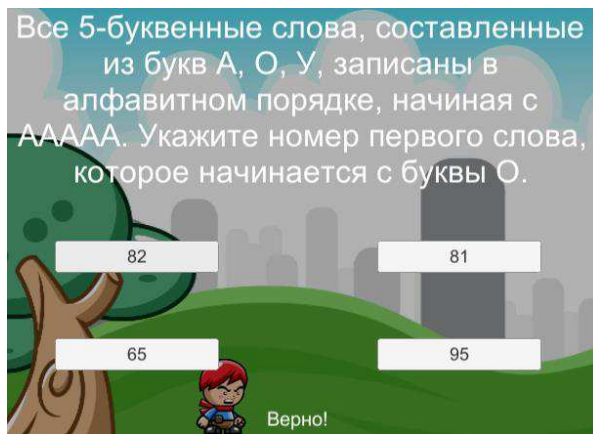 Все 5-буквенные слова, составленные
из букв А, О, У, записаны в
алфавитном порядке, начиная с
ААААА. Укажите номер первого слова,
которое начинается с буквы О.
82
81
65
95
Верно!